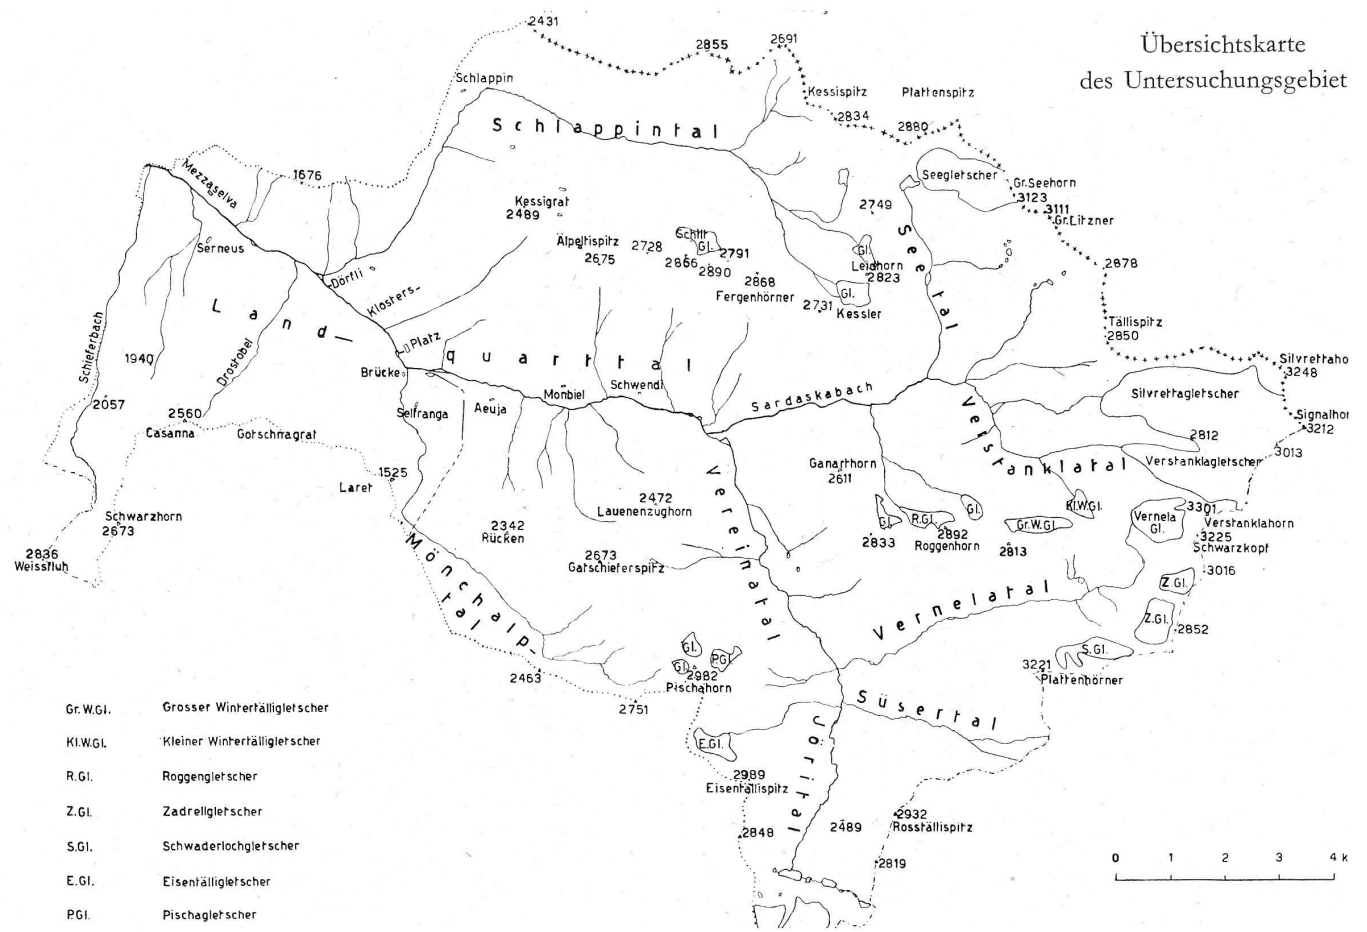 Übersichtskarte
des Untersuchungsgebiet
2431
2855
2691
Schlappin
Kessispitz
2834
Plattenspitz
2880
Schlappintal
Mezzaselva
1676
Seegletscher
Gr.Seehorn
3123
3111
Gr.Litzner
Kessigrat
2489
2749
Seetal
Serneus
Älpeltispitz
2675
2728
Schilt
Gl.
2791
2866
2890
Gl.
Leidhorn
2823
2878
Dörfli
Klosters-
Platz
2868
Fergenhörner
2731
Gl.
Kessler
Tällispitz
2850
Schieferbach
Land-
quarttal
1940
Drostobel
Brücke
Monbiel
Schwendi
Sardaskabach
Silvrettaho
3248
Silvrettagletscher
2057
2560
Casanna
Gotschnagrat
Selfranga
Aeuja
Verstanklatal
Signalhor
3212
2812
3013
Verstanklagletscher
Ganarthorn
2611
Laret
1525
Vereinatal
2472
Lauenenzughorn
Schwarzhorn
2673
2342
Rücken
Gl.
R.Gl.
Gl.
2833
2892
Roggenhorn
Gr.W.Gl.
Kl.W.Gl.
2813
Vernela
Gl.
3301
Verstanklahorn
3225
Schwarzkopf
2836
Weissfluh
Mönchalp-
tal
2673
Gatschieferspitz
3016
Z.Gl.
Vernelatal
Z.Gl.
2852
S.Gl.
3221
Plattenhörner
2463
Gl.
Gl.
P.Gl.
2982
Pischahorn
2751
Süsertal
Jörital
E.Gl.
2989
Eisentällispitz
2848
2489
2932
Rosställispitz
2819
Gr.W.Gl. Grosser Wintertälligletscher
Kl.W.Gl. Kleiner Wintertälligletscher
R.Gl. Roggengletscher
Z.Gl. Zadrellgletscher
S.Gl. Schwaderlochgletscher
E.Gl. Eisentälligletscher
P.Gl. Pischagletscher
0 1 2 3 4 k